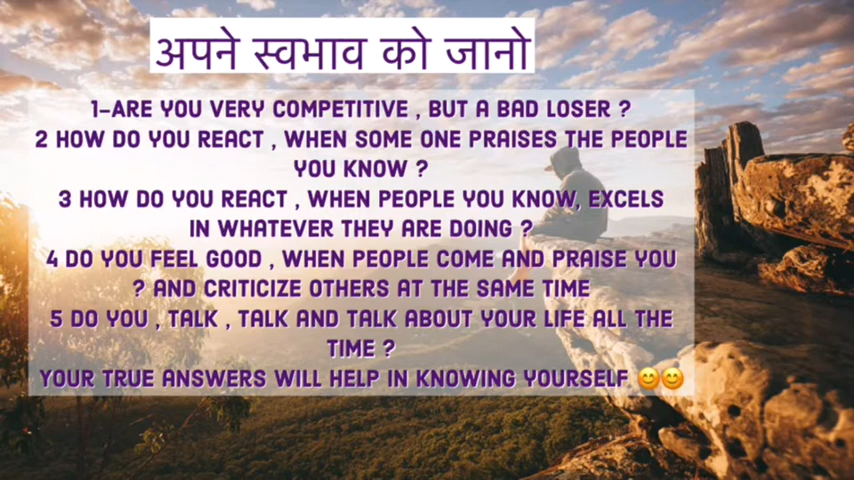 अपने स्वभाव को जानो
1-ARE YOU VERY COMPETITIVE , BUT A BAD LOSER ?
2 HOW DO YOU REACT , WHEN SOME ONE PRAISES THE PEOPLE
YOU KNOW ?
3 HOW DO YOU REACT , WHEN PEOPLE YOU KNOW, EXCELS
IN WHATEVER THEY ARE DOING ?
4 DO YOU FEEL GOOD , WHEN PEOPLE COME AND PRAISE YOU
? AND CRITICIZE OTHERS AT THE SAME TIME
5 DO YOU , TALK , TALK AND TALK ABOUT YOUR LIFE ALL THE
TIME ?
YOUR TRUE ANSWERS WILL HELP IN KNOWING YOURSELF 😊😊